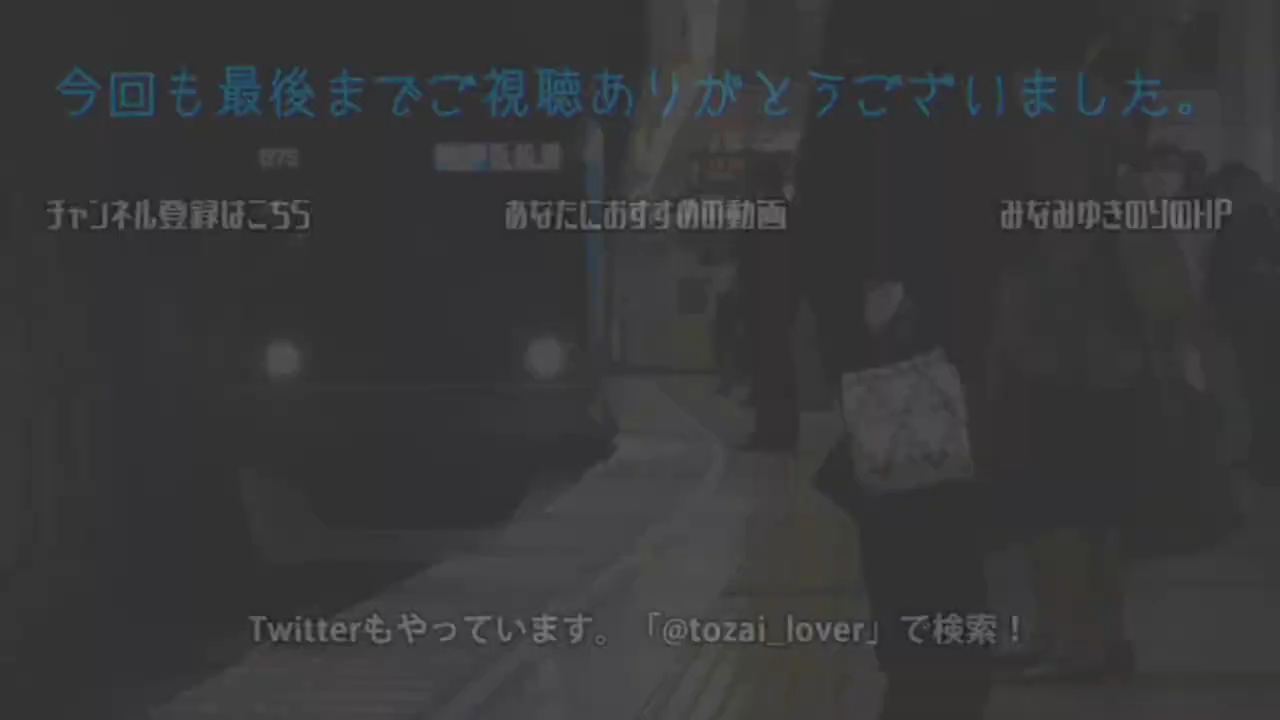 今回も最後までご視聴ありがとうございました。
チャンネル登録はこちら
あなたにおすすめの動画
みなみゆきのりのHP
Twitterもやっています。「@tozai_lover」で検索！